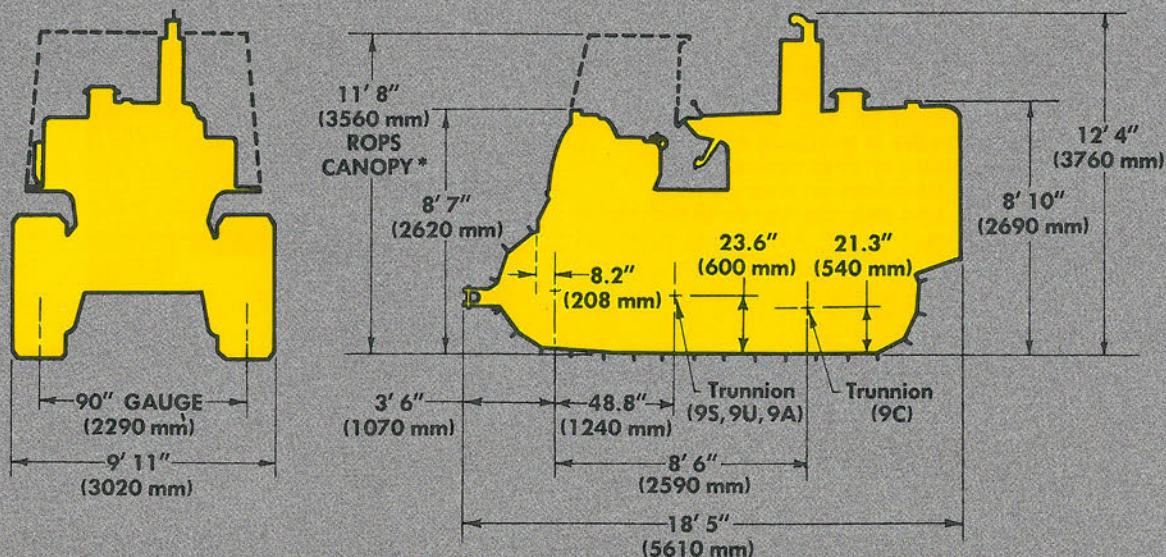 11' 8"
(3560 mm)
ROPS
CANOPY *
8' 7"
(2620 mm)
12' 4"
(3760 mm)
8' 10"
(2690 mm)
23.6"
(600 mm)
21.3"
(540 mm)
8.2"
(208 mm)
90" GAUGE
(2290 mm)
9' 11"
(3020 mm)
3' 6"
(1070 mm)
48.8"
(1240 mm)
Trunnion
(9S, 9U, 9A)
Trunnion
(9C)
8' 6"
(2590 mm)
18' 5"
(5610 mm)